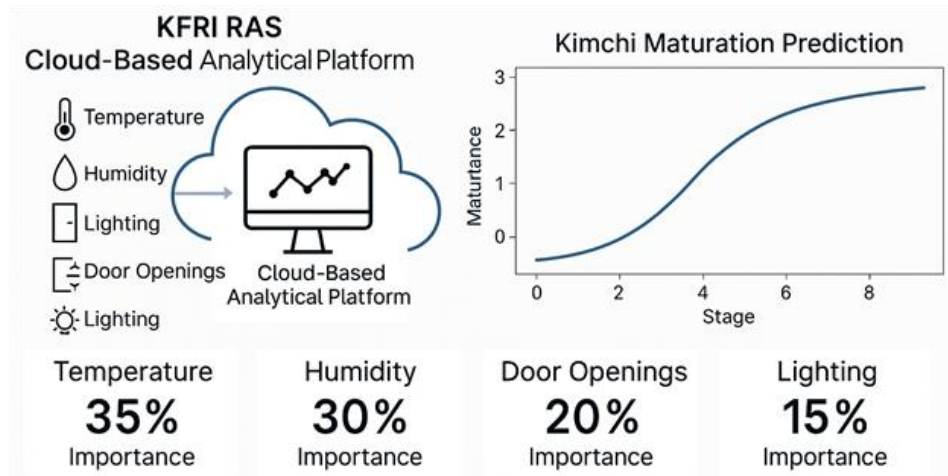 KFRI RAS
Cloud-Based Analytical Platform
Temperature
Humidity
Lighting
Door Openings
Lighting
Cloud-Based
Analytical Platform
Kimchi Maturation Prediction
Maturtance
3
2
1
0
0 2 4 6 8
Stage
Temperature
35%
Importance
Humidity
30%
Importance
Door Openings
20%
Importance
Lighting
15%
Importance